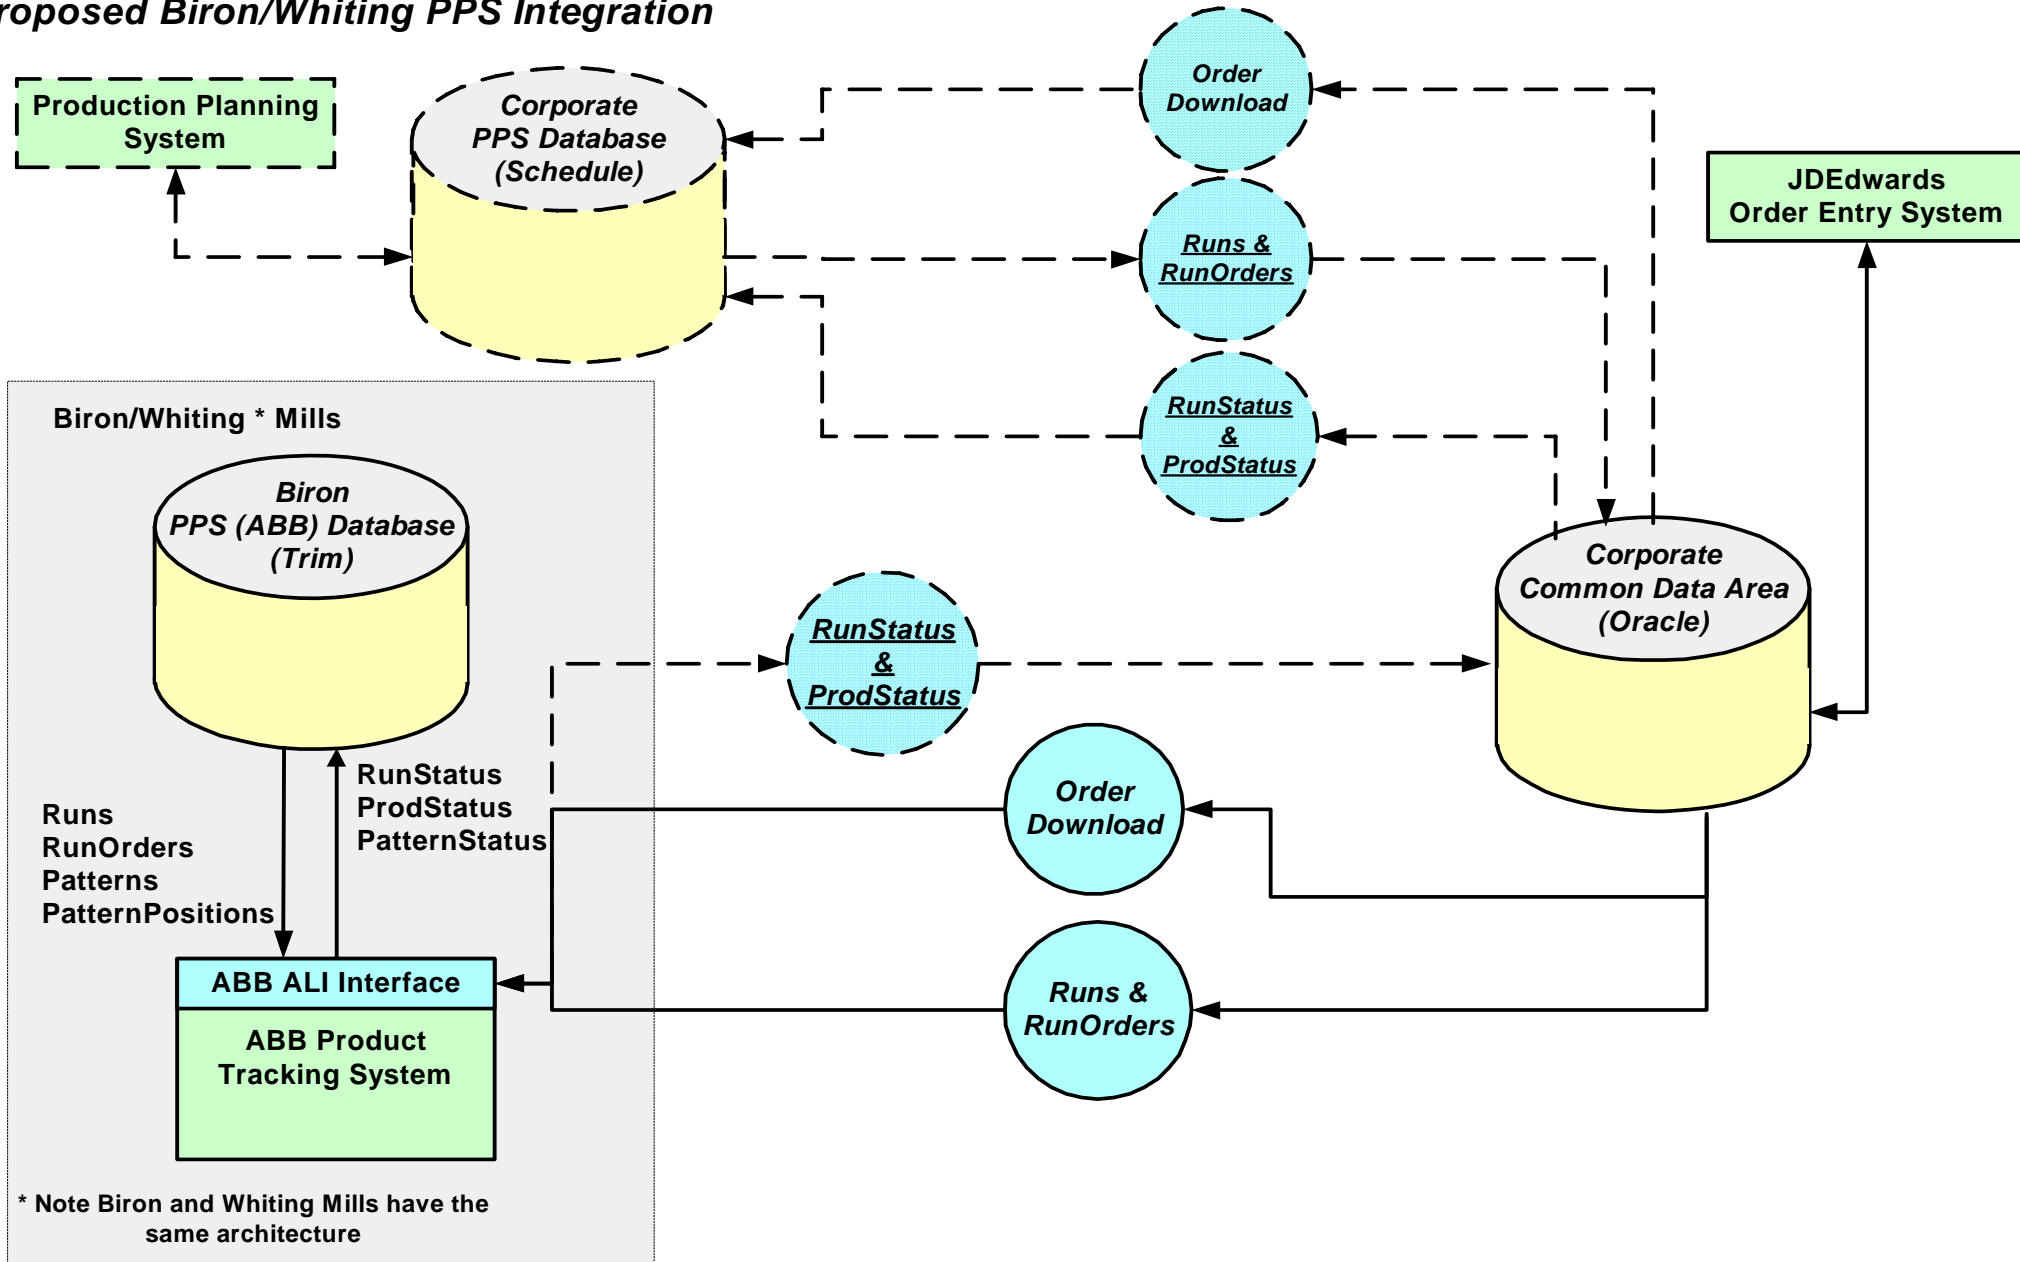 roposed Biron/Whiting PPS Integration
Production Planning
System
Corporate
PPS Database
(Schedule)
Order
Download
Runs &
RunOrders
RunStatus
&
ProdStatus
JDEdwards
Order Entry System
Biron/Whiting * Mills
Biron
PPS (ABB) Database
(Trim)
Corporate
Common Data Area
(Oracle)
RunStatus
&
ProdStatus
RunStatus
ProdStatus
PatternStatus
Runs
RunOrders
Patterns
PatternPositions
Order
Download
ABB ALI Interface
ABB Product
Tracking System
Runs &
RunOrders
* Note Biron and Whiting Mills have the
same architecture